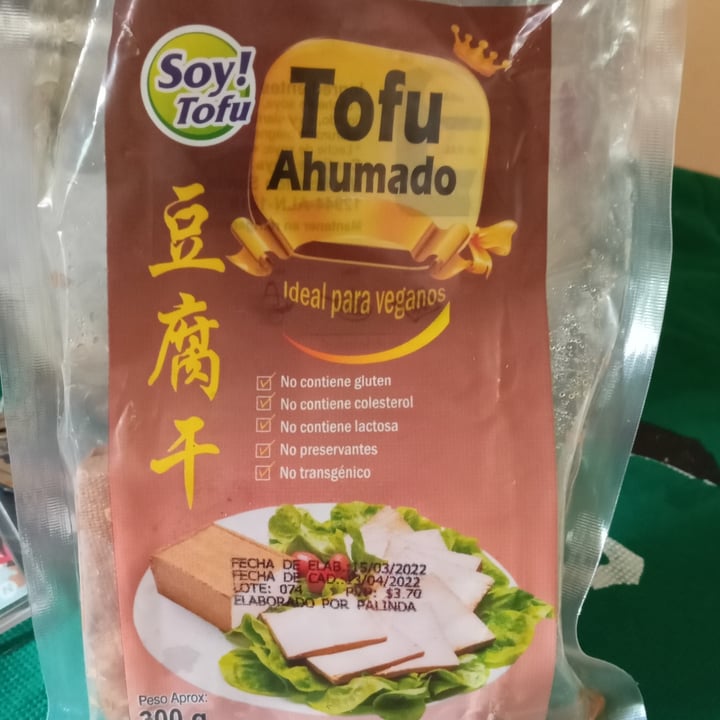 Soy!
Tofu
Tofu
Ahumado
豆腐干
Ideal para veganos
No contiene gluten
No contiene colesterol
No contiene lactosa
No preservantes
No transgénico
FECHA DE ELAB.:15/03/2022
FECHA DE CAD.:13/04/2022
LOTE: 074 PVP: $3.70
ELABORADO POR PALINDA
Peso Aprox:
300 g